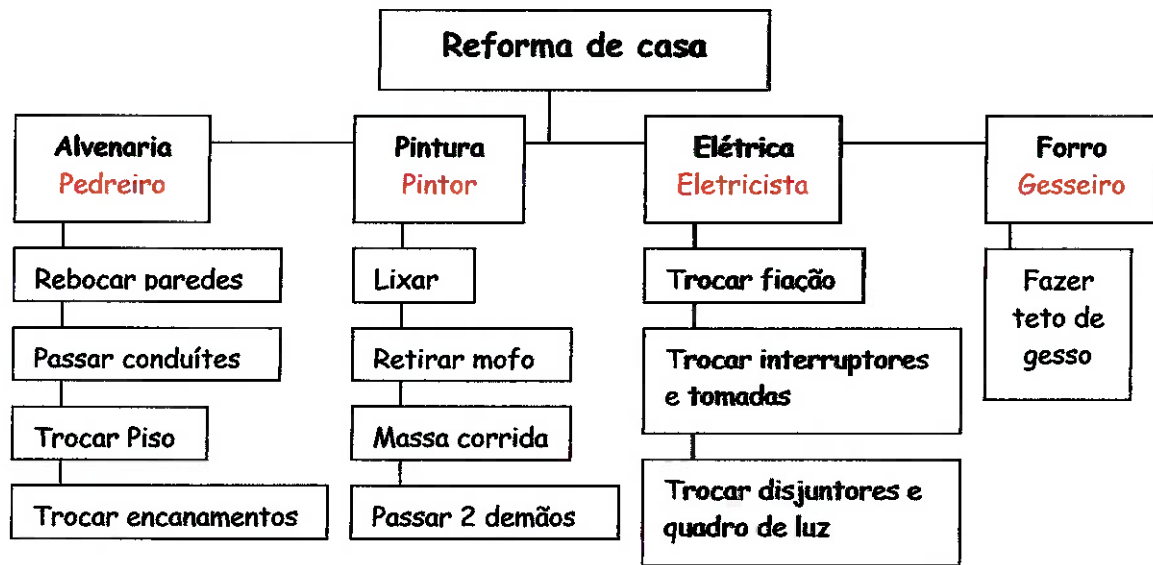 Reforma de casa
Alvenaria
Pedreiro
Rebocar paredes
Passar conduítes
Trocar Piso
Trocar encanamentos
Pintura
Pintor
Lixar
Retirar mofo
Massa corrida
Passar 2 demãos
Elétrica
Eletricista
Trocar fiação
Trocar interruptores
e tomadas
Trocar disjuntores e
quadro de luz
Forro
Gesseiro
Fazer
teto de
gesso